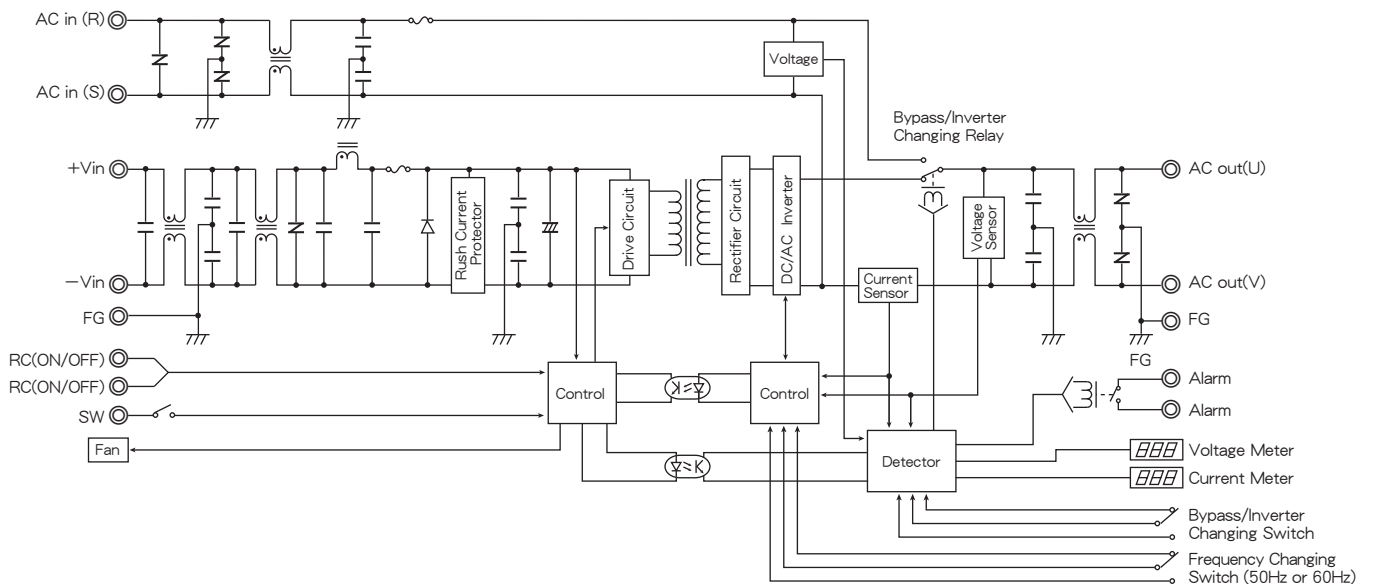 AC in (R)
AC in (S)
Voltage
Bypass/Inverter
Changing Relay
+Vin
−Vin
FG
Rush Current
Protector
Drive Circuit
Rectifier Circuit
DC/AC Inverter
Current
Sensor
Voltage
Sensor
AC out(U)
AC out(V)
FG
FG
RC(ON/OFF)
RC(ON/OFF)
SW
Fan
Control
Control
Detector
Alarm
Alarm
Voltage Meter
Current Meter
Bypass/Inverter
Changing Switch
Frequency Changing
Switch (50Hz or 60Hz)